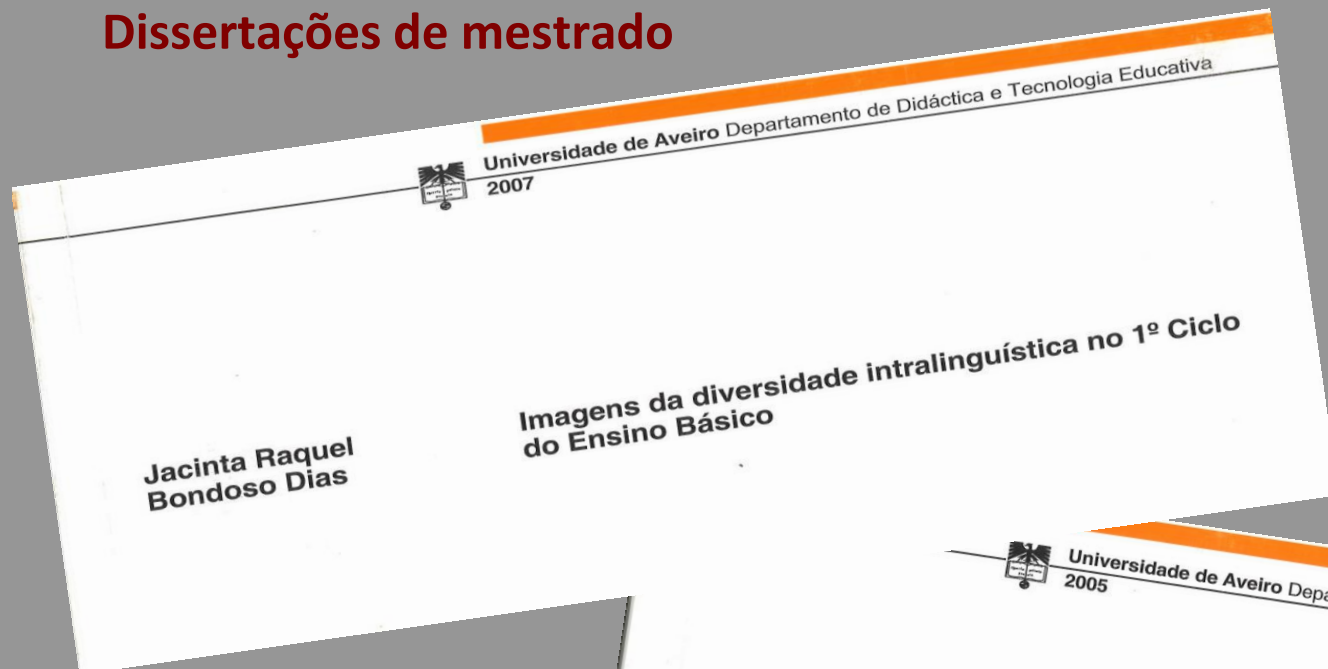 Dissertações de mestrado
Universidade de Aveiro Departamento de Didáctica e Tecnologia Educativa
2007
Imagens da diversidade intralinguística no 1º Ciclo
do Ensino Básico
Jacinta Raquel
Bondoso Dias
Universidade de Aveiro Depa
2005